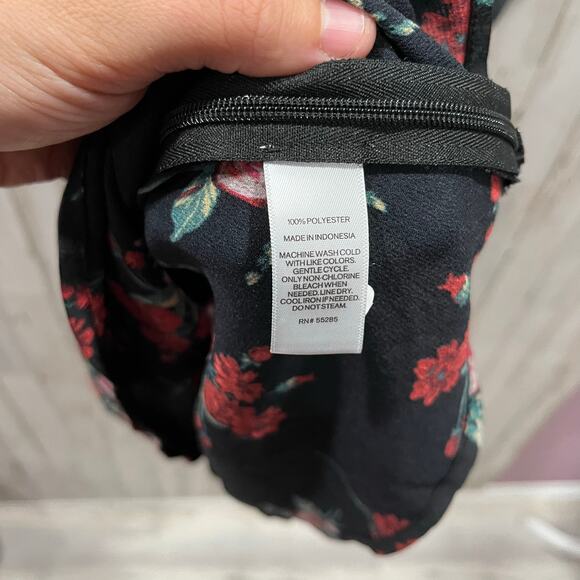 100% POLYESTER
MADE IN INDONESIA
MACHINE WASH COLD
WITH LIKE COLORS.
GENTLE CYCLE.
ONLY NON-CHLORINE
BLEACH WHEN
NEEDED. LINE DRY.
COOL IRON IF NEEDED.
DO NOT STEAM.
RN# 55285